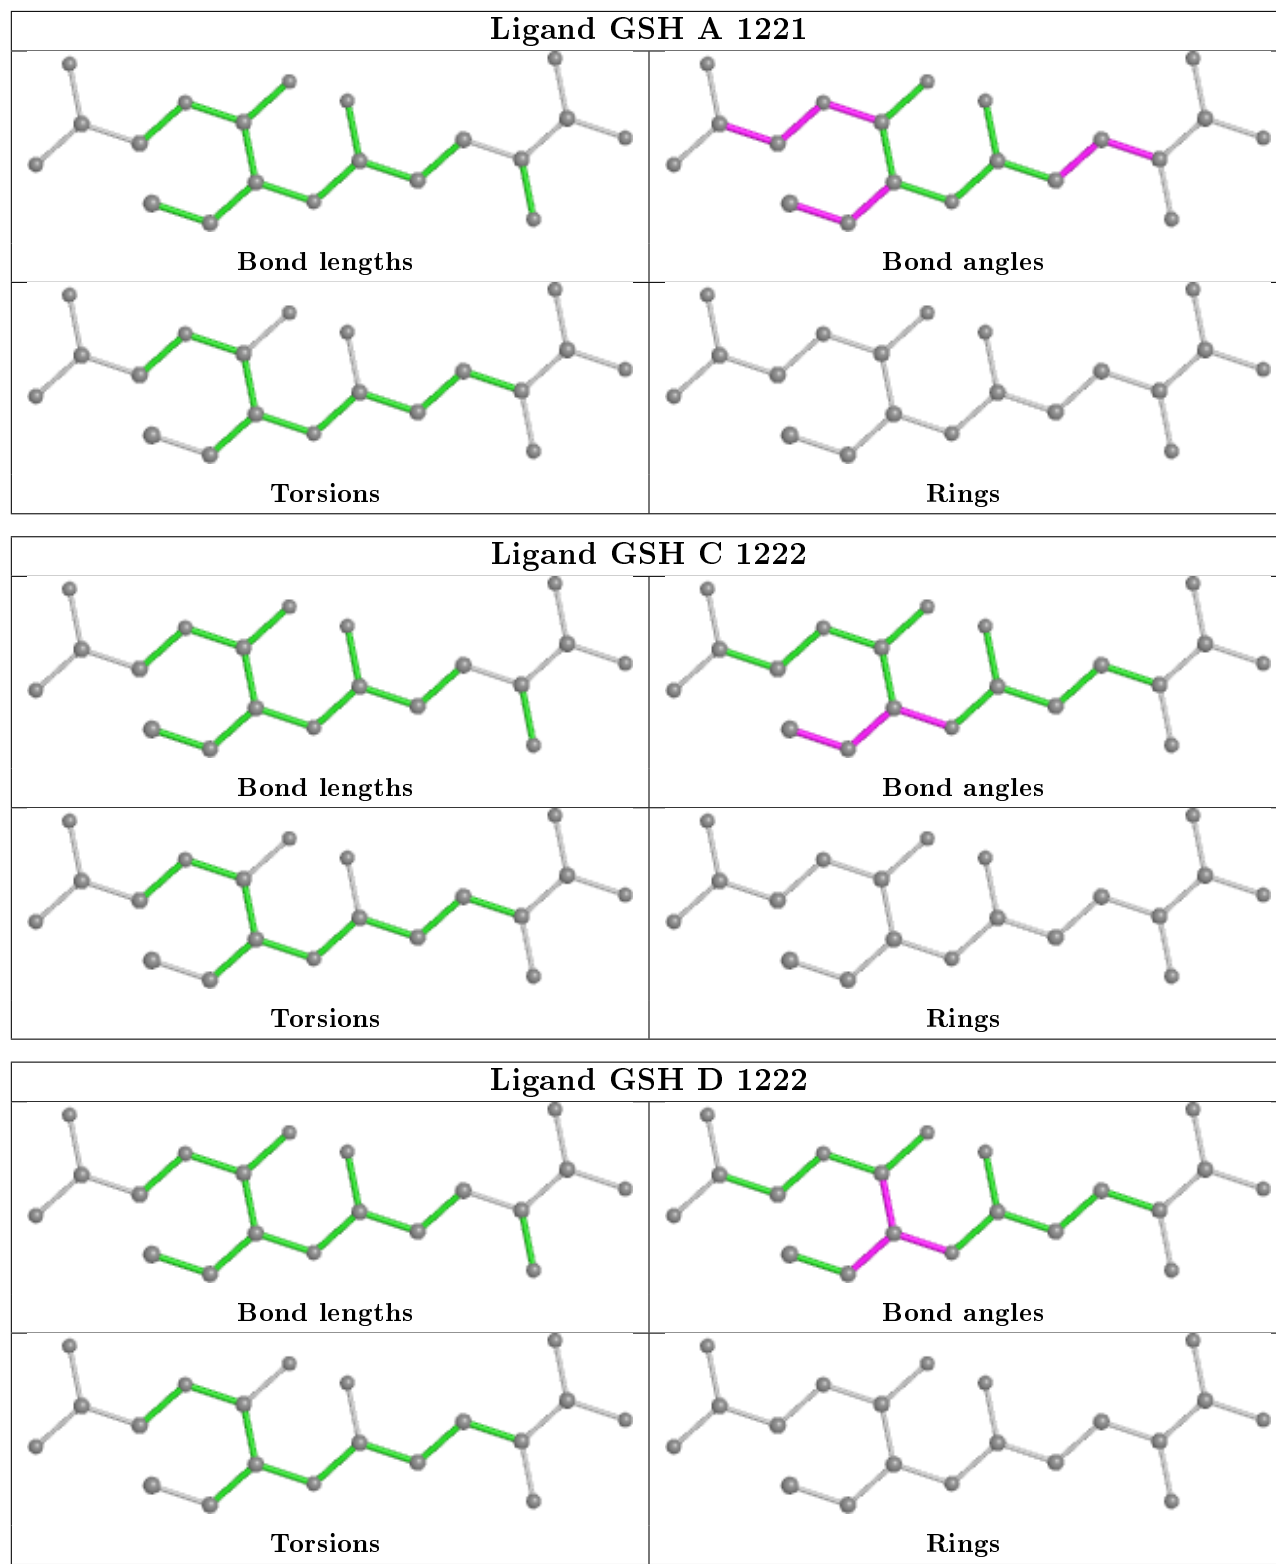 Ligand GSH A 1221
Bond lengths
Bond angles
Torsions
Rings
Ligand GSH C 1222
Bond lengths
Bond angles
Torsions
Rings
Ligand GSH D 1222
Bond lengths
Bond angles
Torsions
Rings